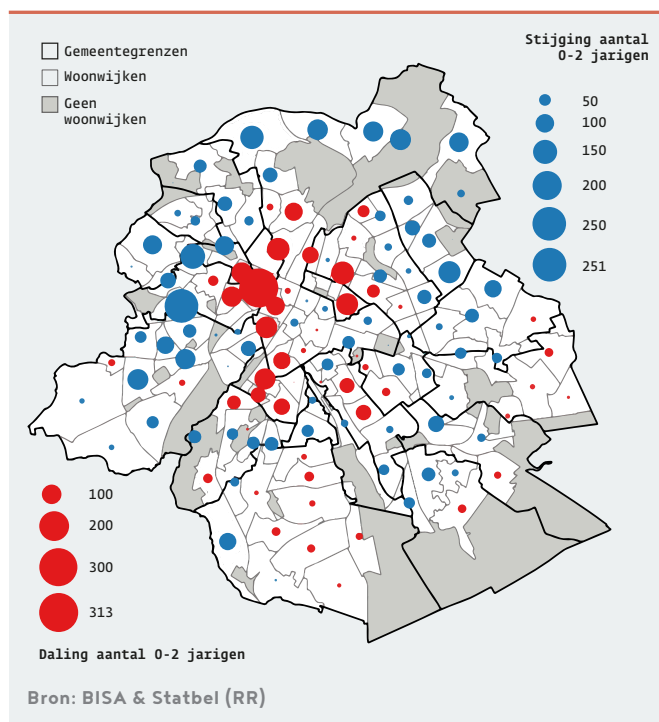 Gemeentegrenzen
Woonwijken
Geen
woonwijken
Stijging aantal
0-2 jarigen
50
100
150
200
250
251
100
200
300
313
Daling aantal 0-2 jarigen
Bron: BISA & Statbel (RR)